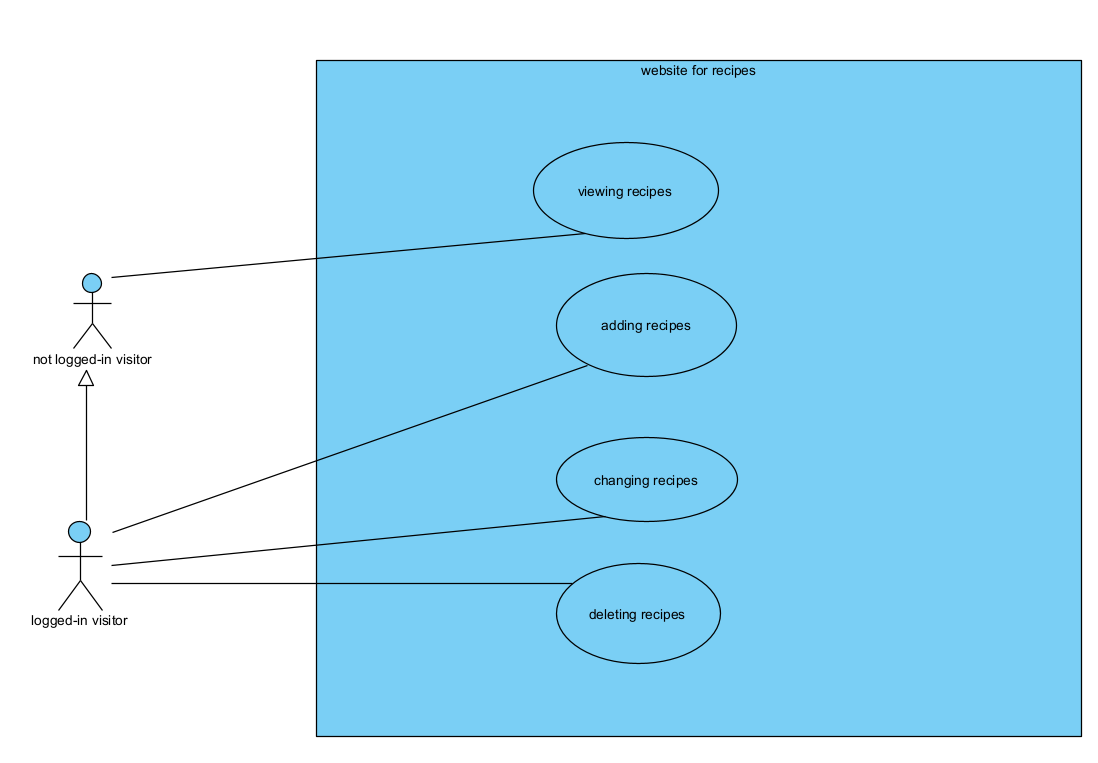 website for recipes
viewing recipes
adding recipes
not logged-in visitor
changing recipes
deleting recipes
logged-in visitor